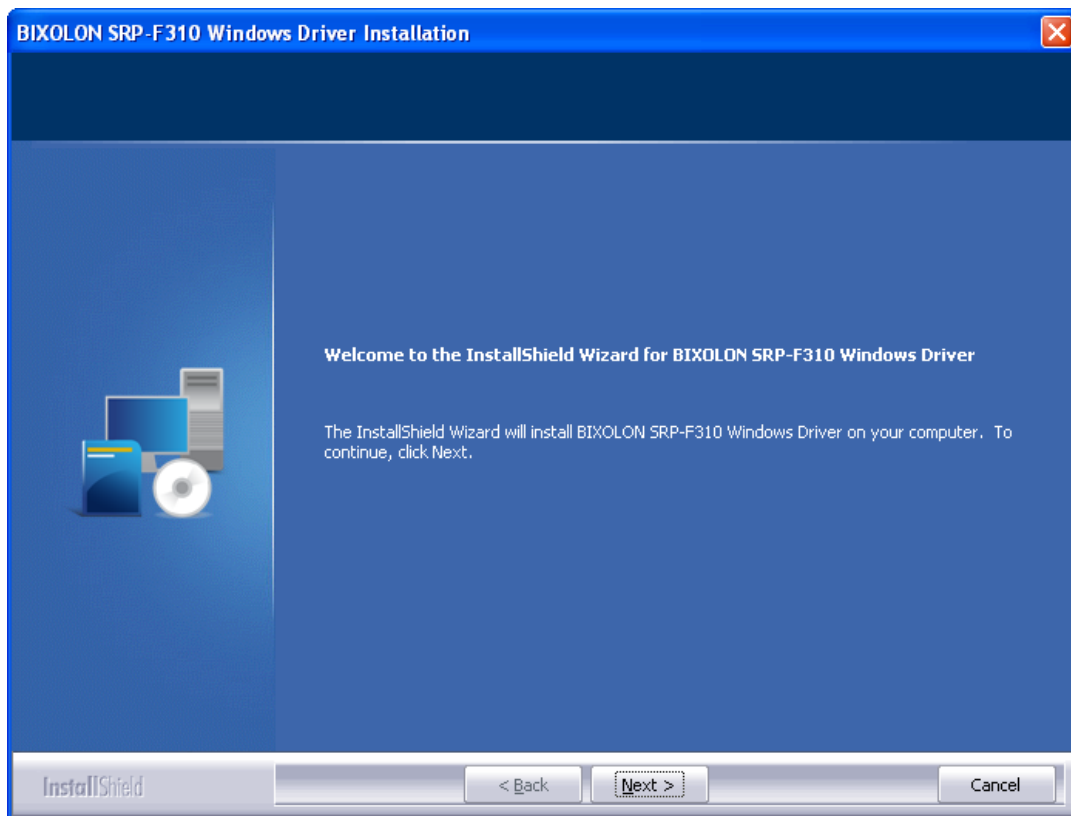 BIXOLON SRP-F310 Windows Driver Installation
Welcome to the InstallShield Wizard for BIXOLON SRP-F310 Windows Driver
The InstallShield Wizard will install BIXOLON SRP-F310 Windows Driver on your computer. To
continue, click Next.
InstallShield
< Back
Next >
Cancel